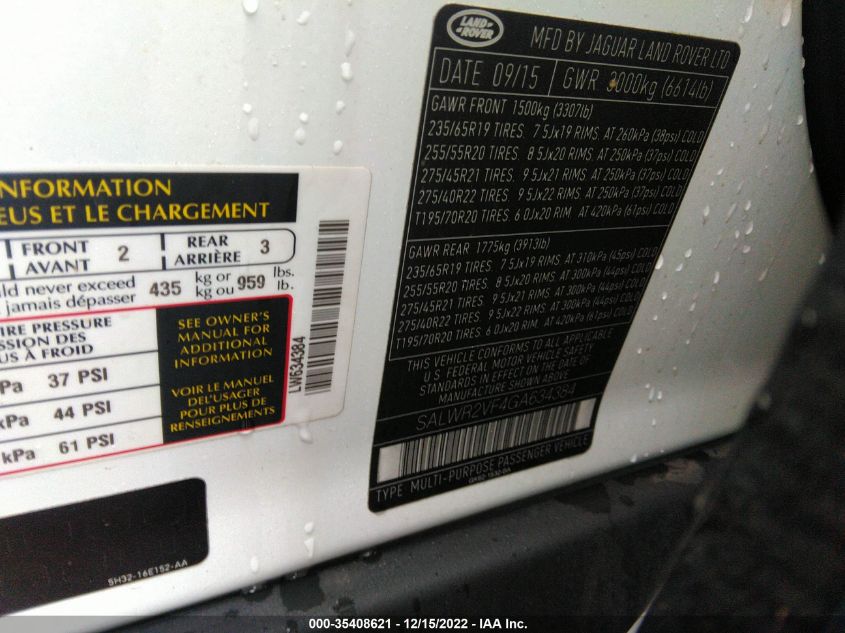 INFORMATION
EUS ET LE CHARGEMENT
FRONT
AVANT
2
REAR
ARRIÈRE
3
never exceed
jamais dépasser
435 kg or
kg ou
959 lbs.
lb.
IRE PRESSURE
SSION DES
À FROID
kPa 37 PSI
kPa 44 PSI
kPa 61 PSI
SEE OWNER'S
MANUAL FOR
ADDITIONAL
INFORMATION
VOIR LE MANUEL
DE L'USAGER
POUR PLUS DE
RENSEIGNEMENTS
LW634384
5H32-16E152-AA
LAND
ROVER
MFD BY JAGUAR LAND ROVER LTD
DATE 09/15 GWR 3000kg (6614lb)
GAWR FRONT 1500kg (3307lb)
235/65R19 TIRES. 7.5Jx19 RIMS. AT 260kPa (38psi) COLD
255/55R20 TIRES. 8.5Jx20 RIMS. AT 250kPa (37psi) COLD
275/45R21 TIRES. 9.5Jx21 RIMS. AT 250kPa (37psi) COLD
275/40R22 TIRES. 9.5Jx22 RIMS. AT 250kPa (37psi) COLD
T195/70R20 TIRES. 6.0Jx20 RIM. AT 420kPa (61psi) COLD
GAWR REAR 1775kg (3913lb)
235/65R19 TIRES. 7.5Jx19 RIMS. AT 310kPa (45psi) COLD
255/55R20 TIRES. 8.5Jx20 RIMS. AT 300kPa (44psi) COLD
275/45R21 TIRES. 9.5Jx21 RIMS. AT 300kPa (44psi) COLD
275/40R22 TIRES. 9.5Jx22 RIMS. AT 300kPa (44psi) COLD
T195/70R20 TIRES. 6.0Jx20 RIM. AT 420kPa (61psi) COLD
THIS VEHICLE CONFORMS TO ALL APPLICABLE
U.S. FEDERAL MOTOR VEHICLE SAFETY
STANDARDS IN EFFECT ON THE DATE OF
MANUFACTURE SHOWN ABOVE
SALWR2VF4GA634384
TYPE MULTI-PURPOSE PASSENGER VEHICLE
000-35408621 - 12/15/2022 - IAA Inc.